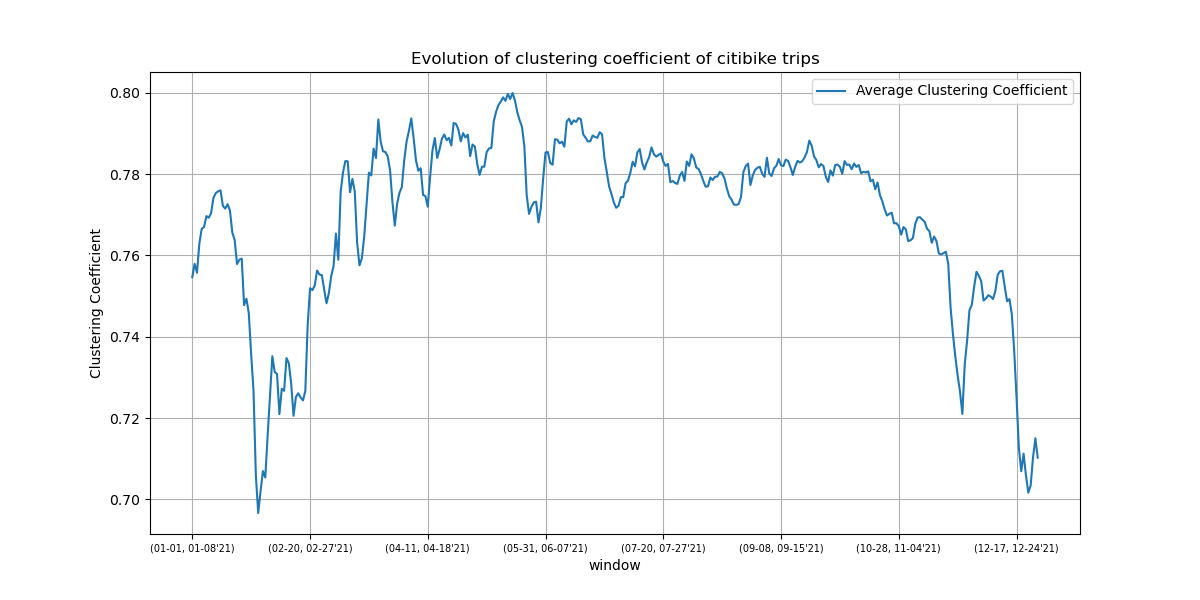 Evolution of clustering coefficient of citibike trips
Average Clustering Coefficient
Clustering Coefficient
0.80
0.78
0.76
0.74
0.72
0.70
(01-01, 01-08'21) (02-20, 02-27'21) (04-11, 04-18'21) (05-31, 06-07'21) (07-20, 07-27'21) (09-08, 09-15'21) (10-28, 11-04'21) (12-17, 12-24'21)
window